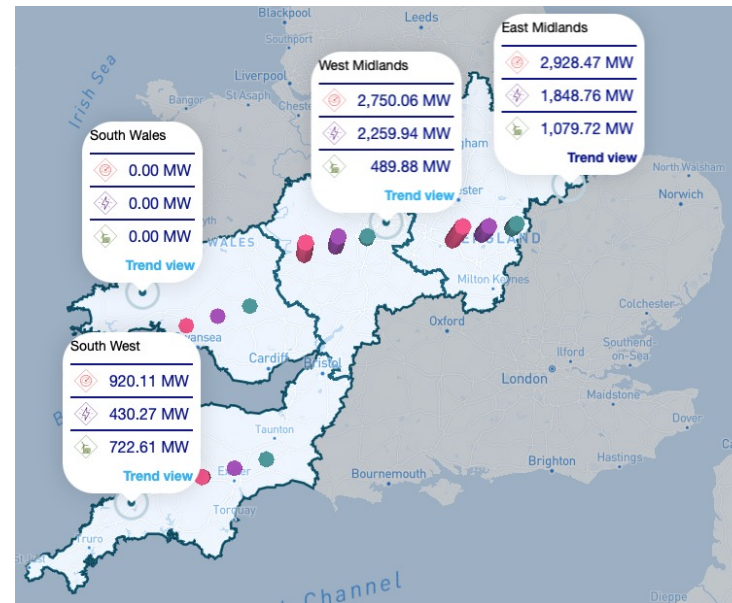 Blackpool
Leeds
Southport
Irish Sea
Liverpool
Bangor
St Asaph
East Midlands
2,928.47 MW
1,848.76 MW
1,079.72 MW
Trend view
West Midlands
2,750.06 MW
2,259.94 MW
489.88 MW
Trend view
South Wales
0.00 MW
0.00 MW
0.00 MW
Trend view
North Walsham
Norwich
WALES
ENGLAND
Milton Keynes
Colchester
Oxford
Cardiff
Bristol
London
Ilford
Southend-
on-Sea
Maidstone
Dover
South West
920.11 MW
430.27 MW
722.61 MW
Trend view
Taunton
Brighton
Hastings
Bournemouth
Torquay
Truro
Channel
Dieppe